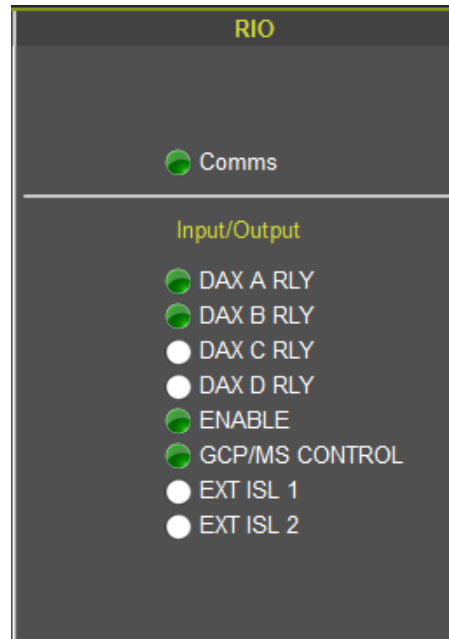 RIO
Comms
Input/Output
DAX A RLY
DAX B RLY
DAX C RLY
DAX D RLY
ENABLE
GCP/MS CONTROL
EXT ISL 1
EXT ISL 2